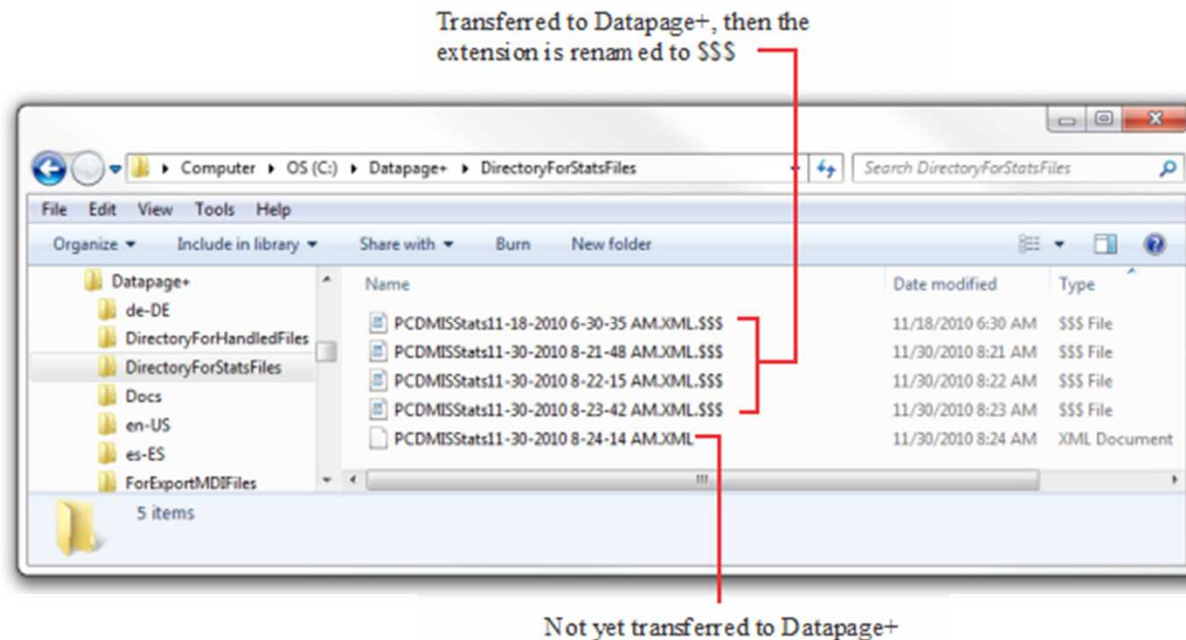 Transferred to Datapage+, then the
extension is renamed to $$$
Computer OS (C:) Datapage+ DirectoryForStatsFiles
Search DirectoryForStatsFiles
File Edit View Tools Help
Organize Include in library Share with Burn New folder
Datapage+
de-DE
DirectoryForHandledFiles
DirectoryForStatsFiles
Docs
en-US
es-ES
ForExportMDIFiles
Name Date modified Type
PCDMISStats11-18-2010 6-30-35 AM.XML.$$$ 11/18/2010 6:30 AM $$$ File
PCDMISStats11-30-2010 8-21-48 AM.XML.$$$ 11/30/2010 8:21 AM $$$ File
PCDMISStats11-30-2010 8-22-15 AM.XML.$$$ 11/30/2010 8:22 AM $$$ File
PCDMISStats11-30-2010 8-23-42 AM.XML.$$$ 11/30/2010 8:23 AM $$$ File
PCDMISStats11-30-2010 8-24-14 AM.XML 11/30/2010 8:24 AM XML Document
5 items
Not yet transferred to Datapage+